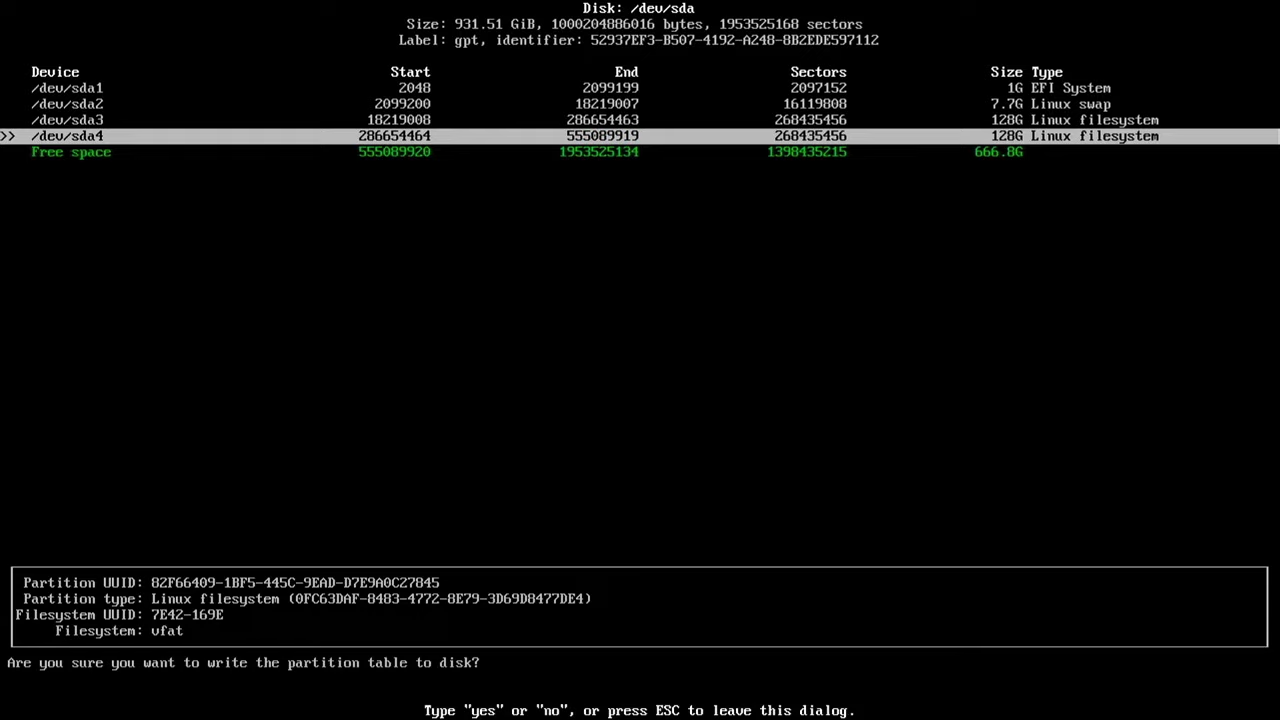 Disk: /dev/sda
Size: 931.51 GiB, 1000204886016 bytes, 1953525168 sectors
Label: gpt, identifier: 52937EF3-B507-4192-A248-8B2EDE597112
Device Start End Sectors Size Type
/dev/sda1 2048 2099199 2097152 1G EFI System
/dev/sda2 2099200 18219007 16119808 7.7G Linux swap
/dev/sda3 18219008 286654463 268435456 128G Linux filesystem
>> /dev/sda4 286654464 555089919 268435456 128G Linux filesystem
Free space 555089920 1953525134 1398435215 666.8G
Partition UUID: 82F66409-1BF5-445C-9EAD-D7E9A0C27845
Partition type: Linux filesystem (0FC63DAF-8483-4772-8E79-3D69D8477DE4)
Filesystem UUID: 7E42-169E
Filesystem: vfat
Are you sure you want to write the partition table to disk?
Type "yes" or "no", or press ESC to leave this dialog.